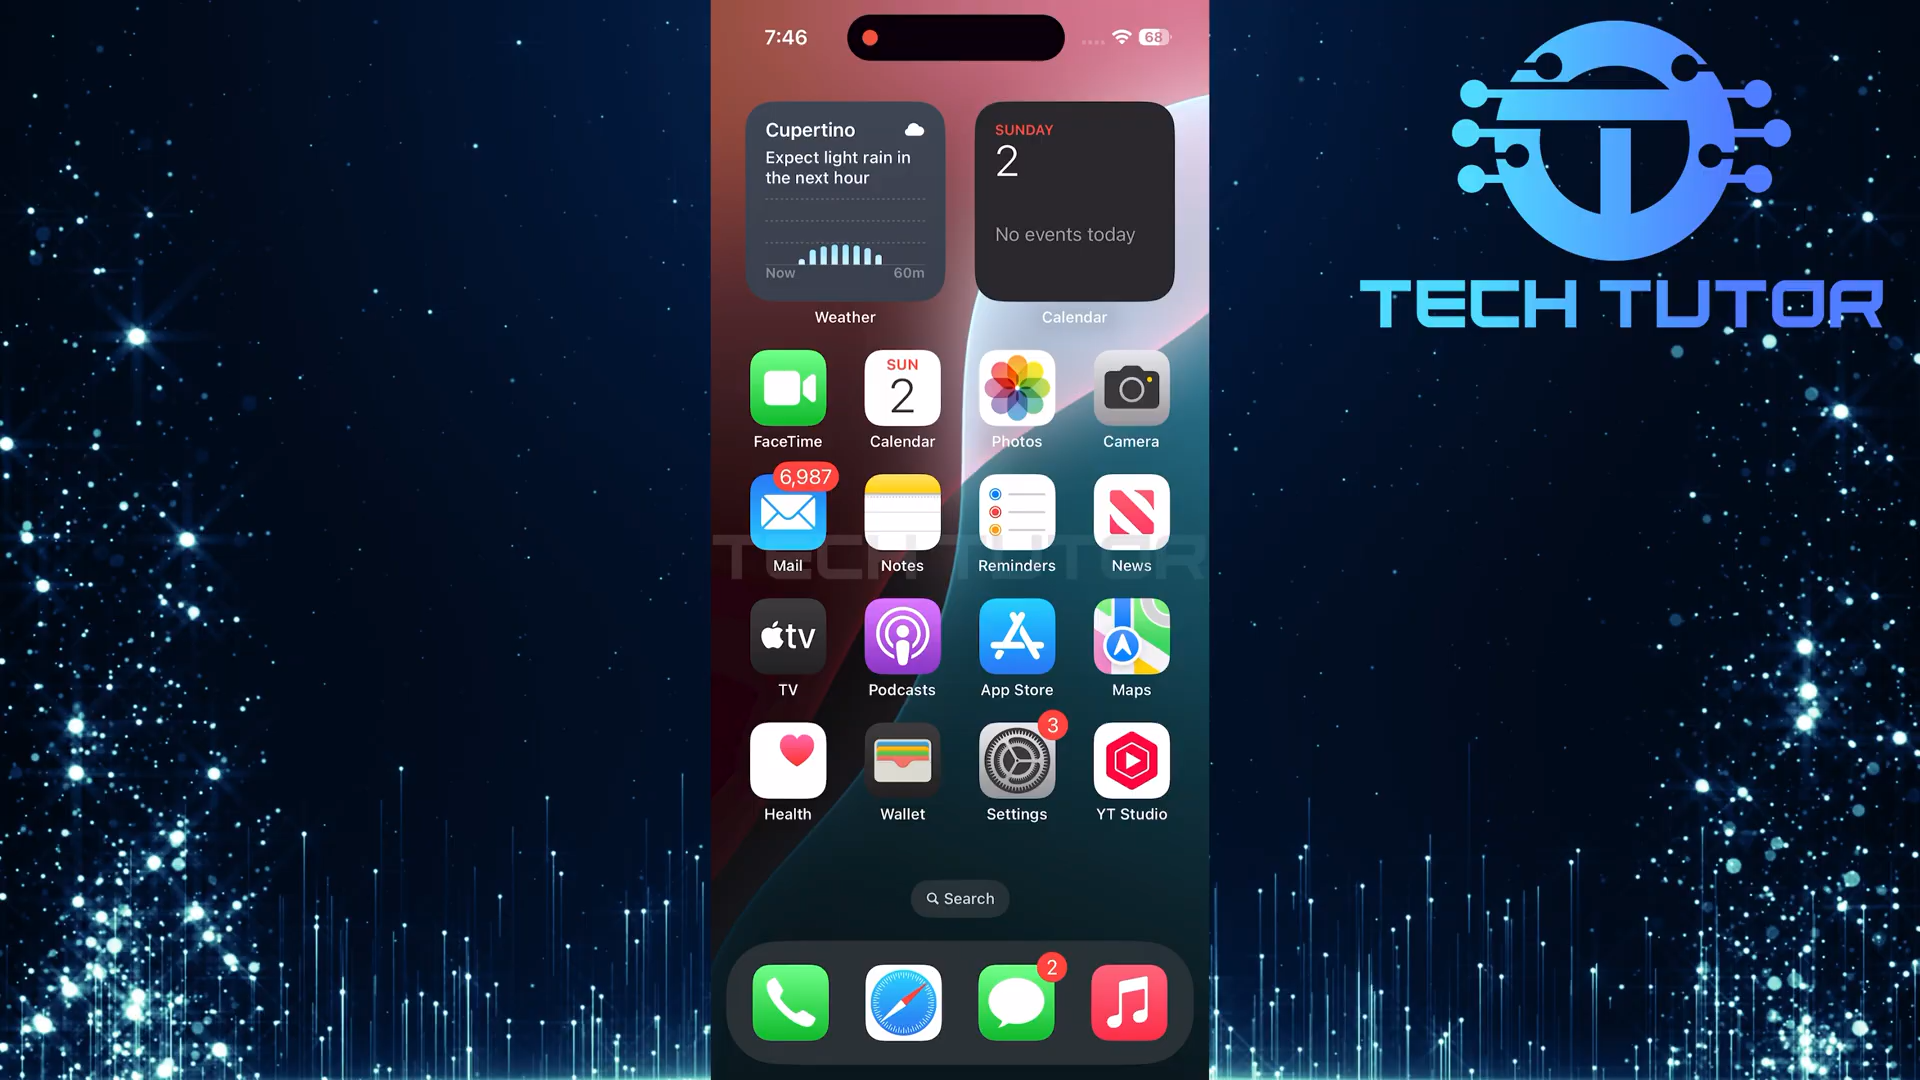 7:46
68
Cupertino
Expect light rain in
the next hour
Now 60m
Weather
SUNDAY
2
No events today
Calendar
TECH TUTOR
FaceTime
SUN
2
Calendar
Photos
Camera
6,987
Mail
Notes
Reminders
News
TECH TUTOR
tv
TV
Podcasts
App Store
Maps
Health
Wallet
3
Settings
YT Studio
Search
2